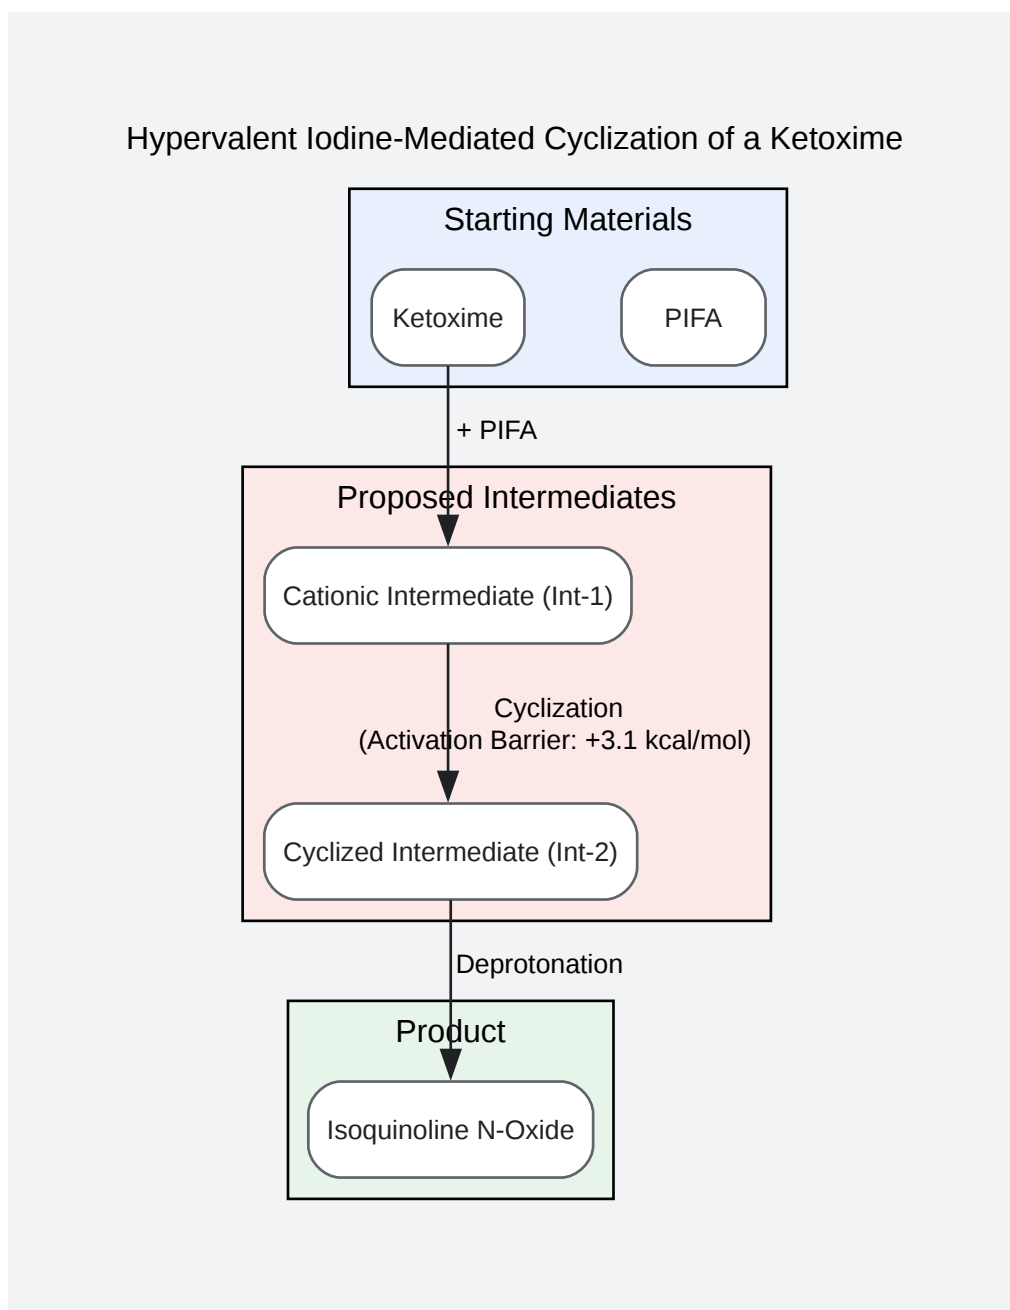 Hypervalent Iodine-Mediated Cyclization of a Ketoxime
Starting Materials
Ketoxime
PIFA
+ PIFA
Proposed Intermediates
Cationic Intermediate (Int-1)
Cyclization
(Activation Barrier: +3.1 kcal/mol)
Cyclized Intermediate (Int-2)
Deprotonation
Product
Isoquinoline N-Oxide